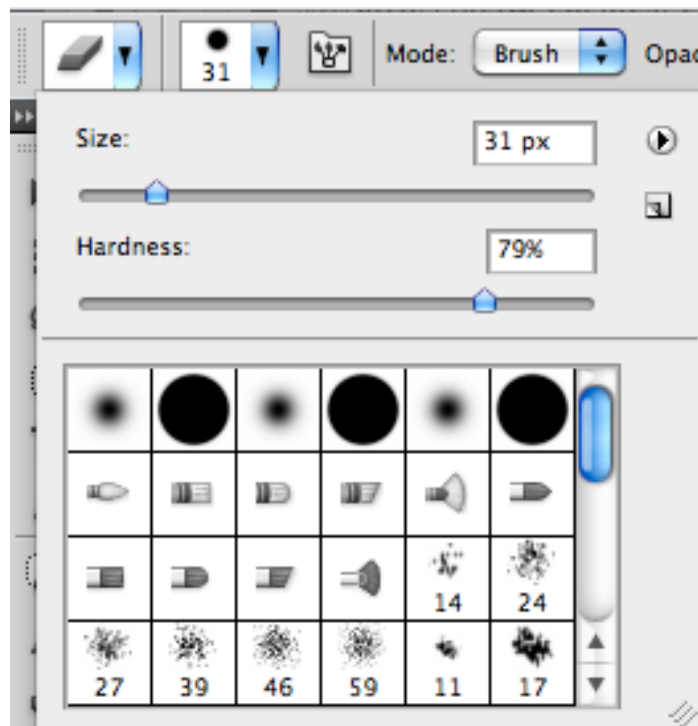 31 Mode: Brush Opac
Size: 31 px
Hardness: 79%
14 24
27 39 46 59 11 17